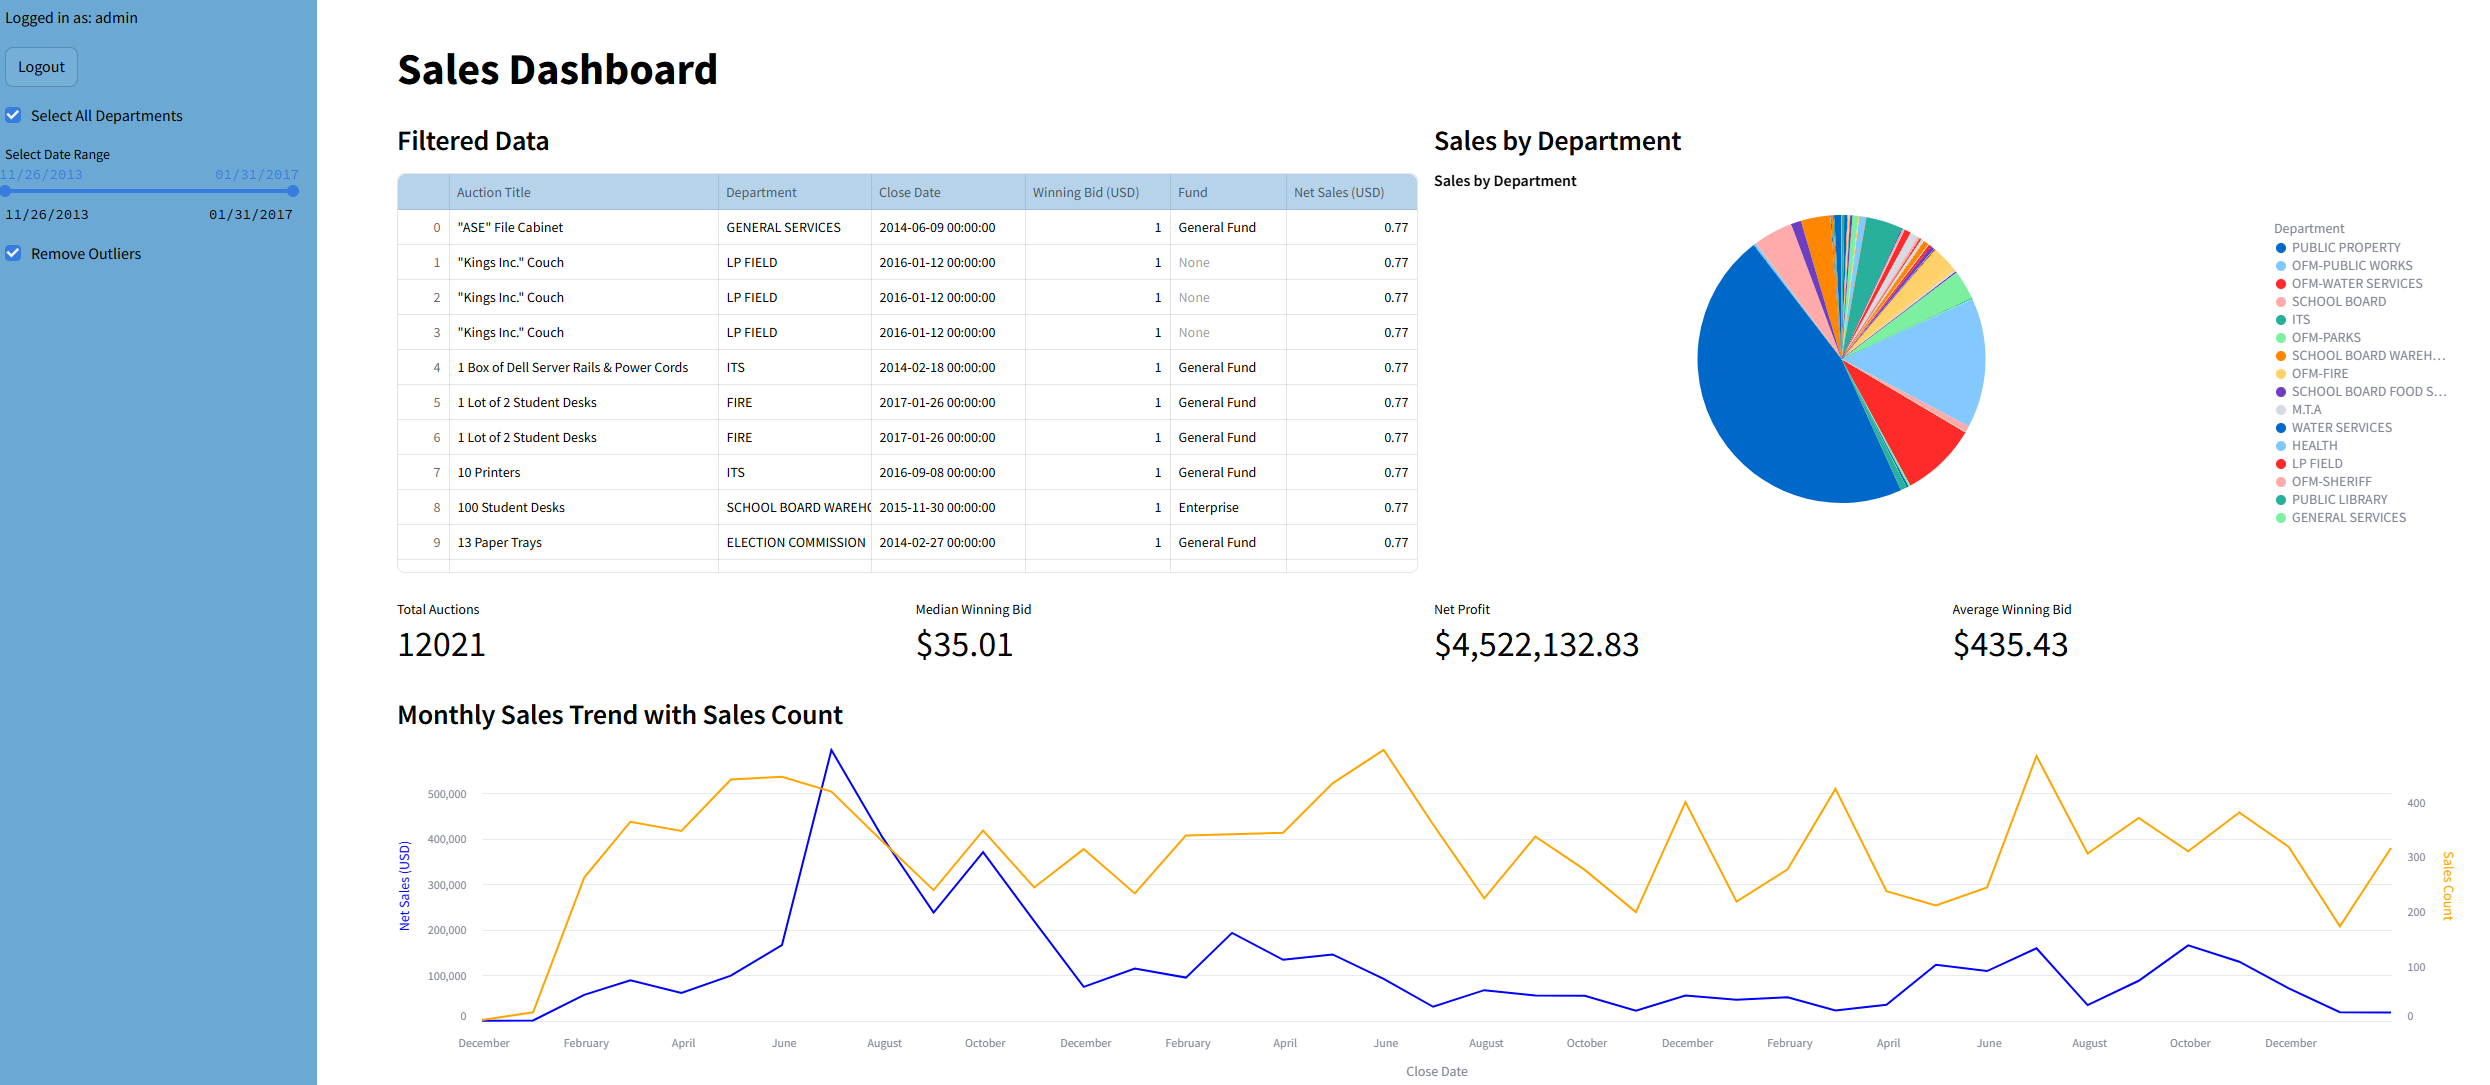 Logged in as: admin
Logout
Select All Departments
Select Date Range
11/26/2013 01/31/2017
11/26/2013 01/31/2017
Remove Outliers
Sales Dashboard
Filtered Data
Auction Title Department Close Date Winning Bid (USD) Fund Net Sales (USD)
0 "ASE" File Cabinet GENERAL SERVICES 2014-06-09 00:00:00 1 General Fund 0.77
1 "Kings Inc." Couch LP FIELD 2016-01-12 00:00:00 1 None 0.77
2 "Kings Inc." Couch LP FIELD 2016-01-12 00:00:00 1 None 0.77
3 "Kings Inc." Couch LP FIELD 2016-01-12 00:00:00 1 None 0.77
4 1 Box of Dell Server Rails & Power Cords ITS 2014-02-18 00:00:00 1 General Fund 0.77
5 1 Lot of 2 Student Desks FIRE 2017-01-26 00:00:00 1 General Fund 0.77
6 1 Lot of 2 Student Desks FIRE 2017-01-26 00:00:00 1 General Fund 0.77
7 10 Printers ITS 2016-09-08 00:00:00 1 General Fund 0.77
8 100 Student Desks SCHOOL BOARD WAREHO 2015-11-30 00:00:00 1 Enterprise 0.77
9 13 Paper Trays ELECTION COMMISSION 2014-02-27 00:00:00 1 General Fund 0.77
Sales by Department
Sales by Department
Department
PUBLIC PROPERTY
OFM-PUBLIC WORKS
OFM-WATER SERVICES
SCHOOL BOARD
ITS
OFM-PARKS
SCHOOL BOARD WAREH…
OFM-FIRE
SCHOOL BOARD FOOD S…
M.T.A
WATER SERVICES
HEALTH
LP FIELD
OFM-SHERIFF
PUBLIC LIBRARY
GENERAL SERVICES
Total Auctions
12021
Median Winning Bid
$35.01
Net Profit
$4,522,132.83
Average Winning Bid
$435.43
Monthly Sales Trend with Sales Count
Net Sales (USD)
500,000
400,000
300,000
200,000
100,000
0
400
300
200
100
0
Sales Count
December February April June August October December February April June August October December February April June August October December
Close Date